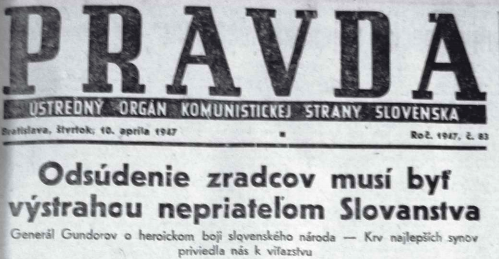 PRAVDA
ÚSTREDNÝ ORGÁN KOMUNISTICKEJ STRANY SLOVENSKA
Bratislava, štvrtok, 10. apríla 1947 Roč. 1947, č. 83
Odsúdenie zradcov musí byť
výstrahou nepriateľom Slovanstva
Generál Gundorov o heroickom boji slovenského národa — Krv najlepších synov
priviedla nás k víťazstvu